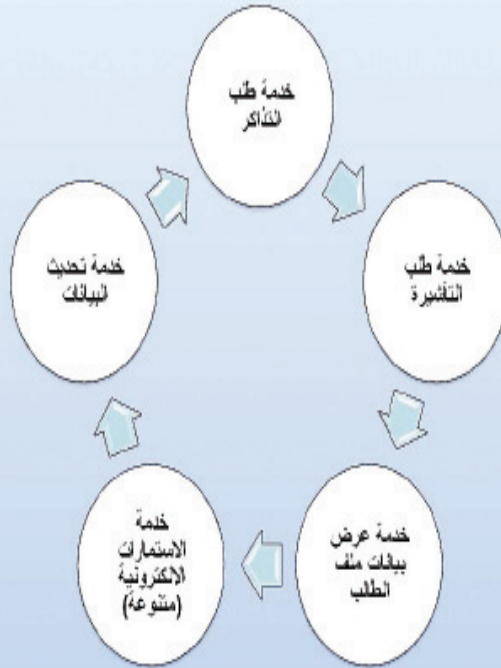 خدمة طلب
التذاكر
خدمة طلب
التأشيرة
خدمة عرض
بيانات ملف
الطالب
خدمة
الاستمارات
الالكترونية
(متنوعة)
خدمة تحديث
البيانات